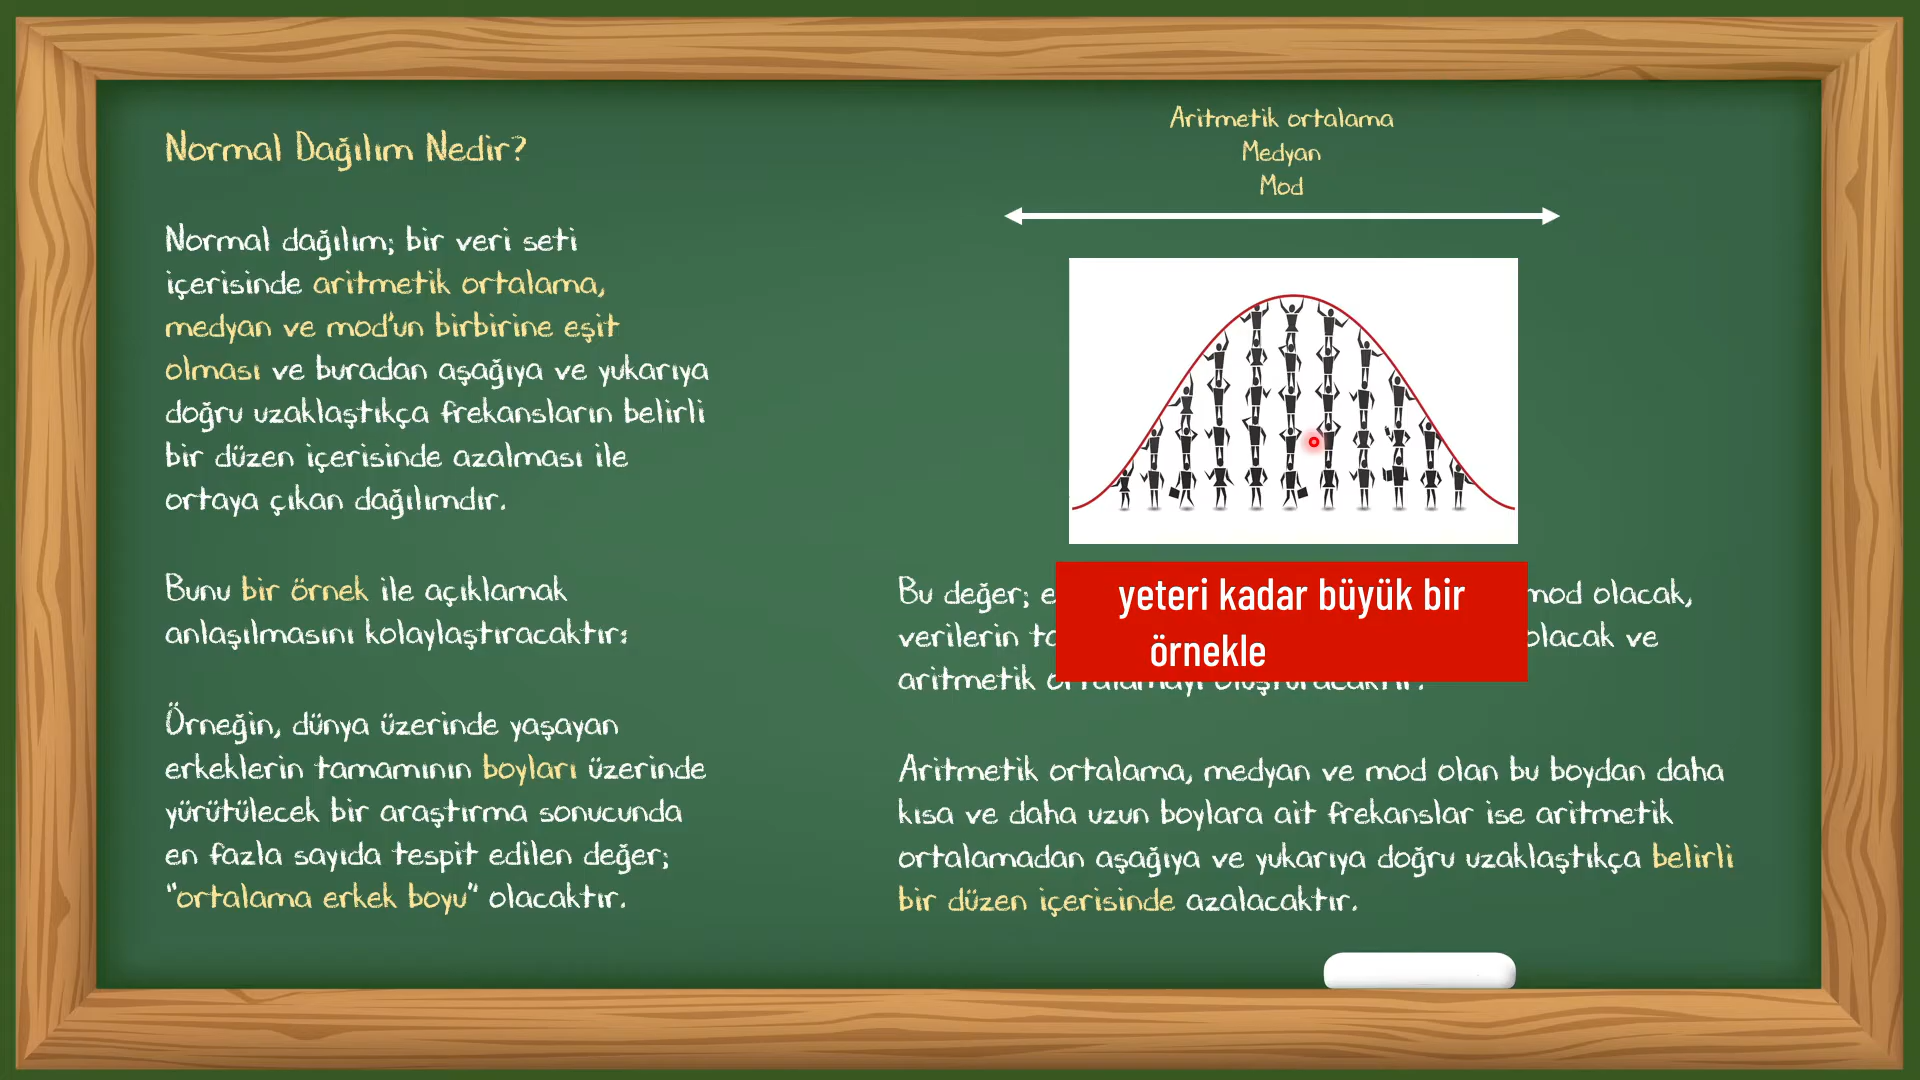 Normal Dağılım Nedir?
Normal dağılım; bir veri seti
içerisinde aritmetik ortalama,
medyan ve mod'un birbirine eşit
olması ve buradan aşağıya ve yukarıya
doğru uzaklaştıkça frekansların belirli
bir düzen içerisinde azalması ile
ortaya çıkan dağılımdır.
Bunu bir örnek ile açıklamak
anlaşılmasını kolaylaştıracaktır:
Örneğin, dünya üzerinde yaşayan
erkeklerin tamamının boyları üzerinde
yürütülecek bir araştırma sonucunda
en fazla sayıda tespit edilen değer;
"ortalama erkek boyu" olacaktır.
Aritmetik ortalama
Medyan
Mod
Bu değer; mod olacak,
verilerin olacak ve
aritmetik ortalamayı oluşturacaktır.
yeteri kadar büyük bir
örnekle
Aritmetik ortalama, medyan ve mod olan bu boydan daha
kısa ve daha uzun boylara ait frekanslar ise aritmetik
ortalamadan aşağıya ve yukarıya doğru uzaklaştıkça belirli
bir düzen içerisinde azalacaktır.